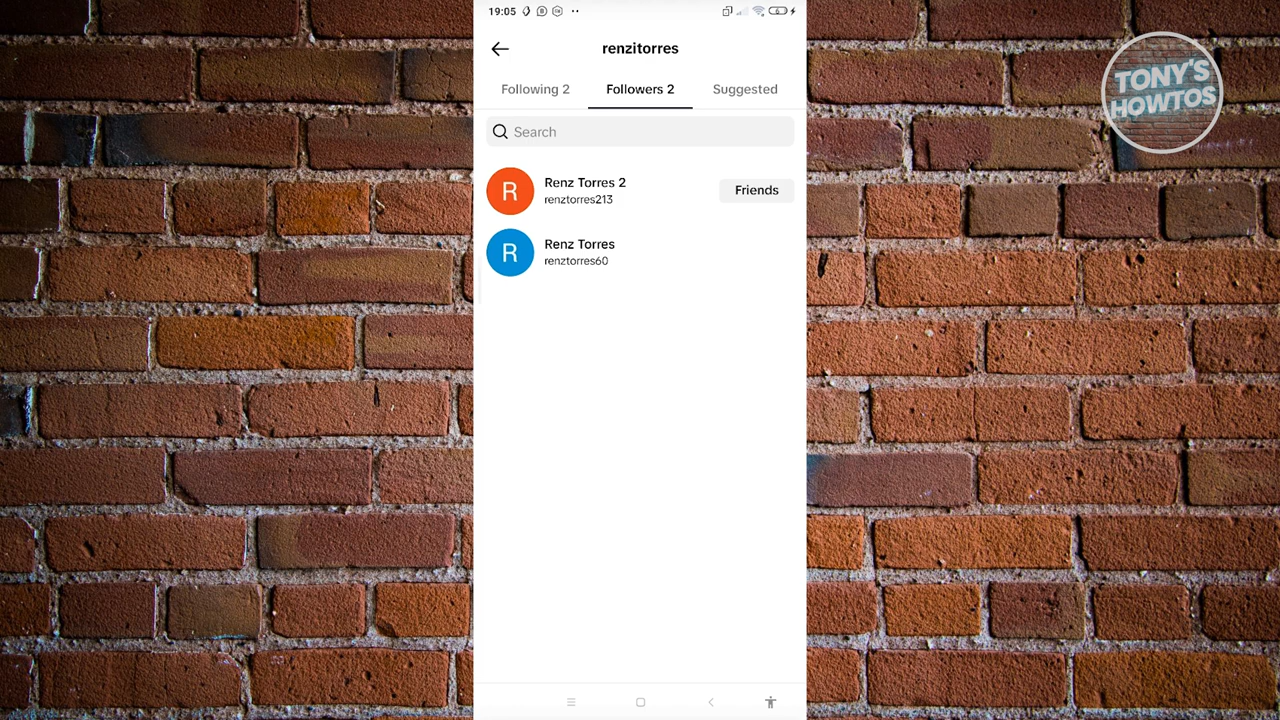 19:05
renzitorres
Following 2 Followers 2 Suggested
Search
R Renz Torres 2 Friends
renztorres213
R Renz Torres
renztorres60
TONY'S
HOWTOS